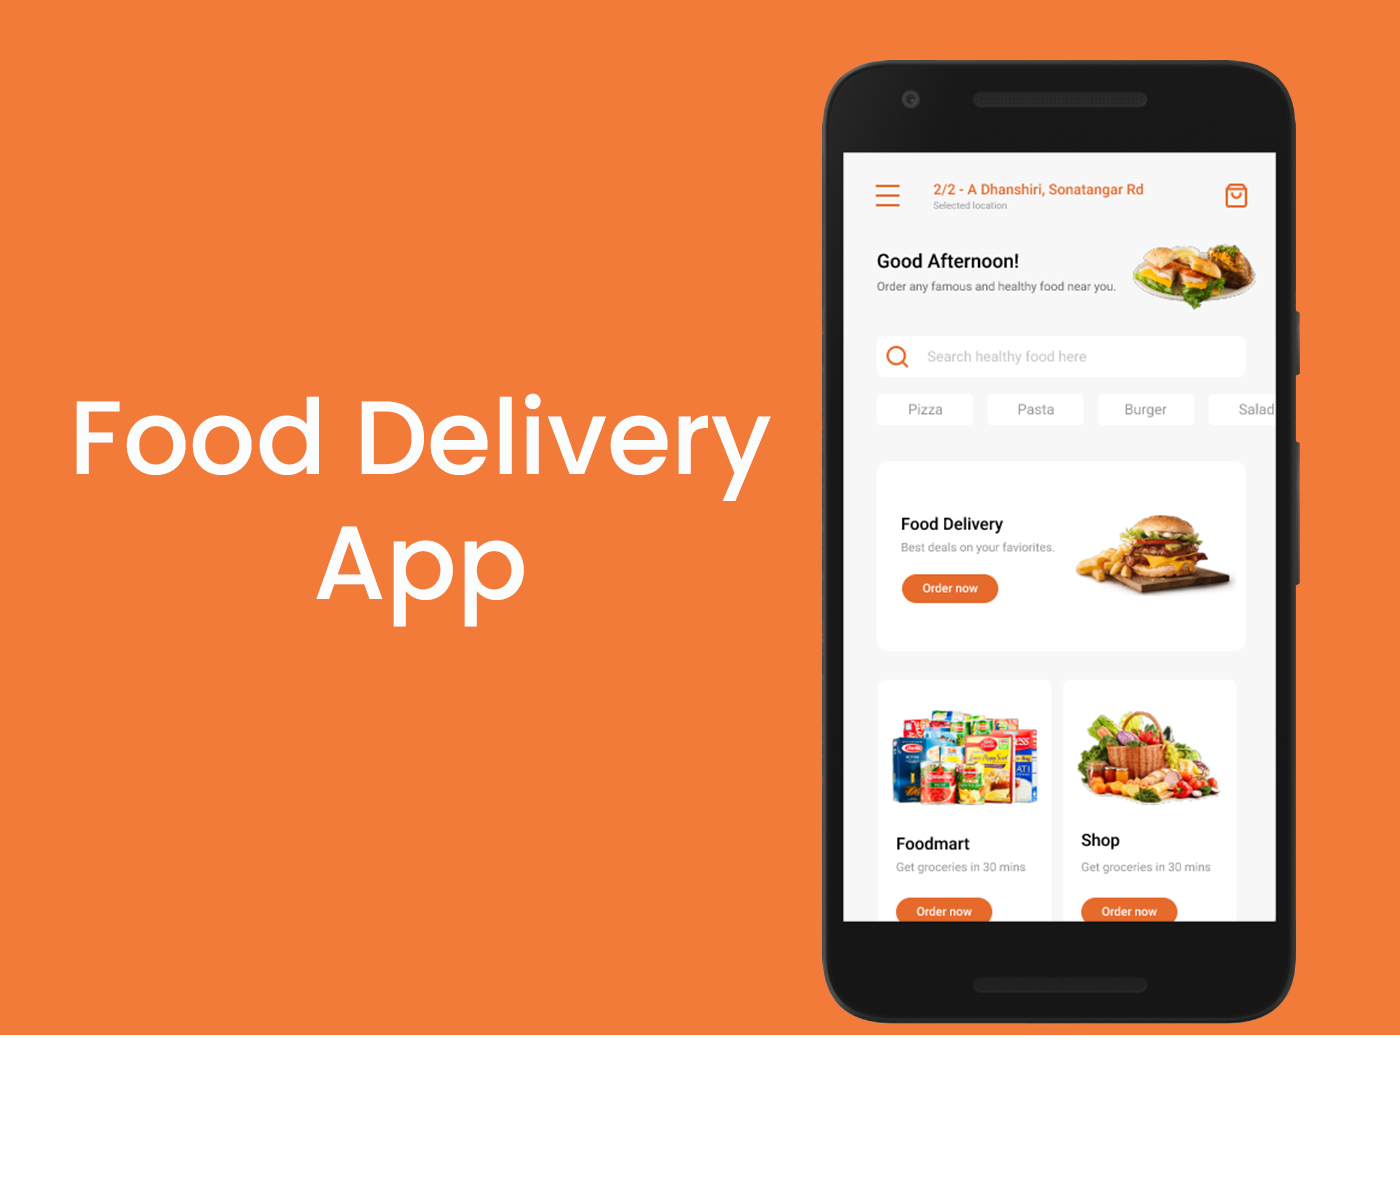 Food Delivery
App
2/2 - A Dhanshiri, Sonatangar Rd
Selected location
Good Afternoon!
Order any famous and healthy food near you.
Search healthy food here
Pizza
Pasta
Burger
Salad
Food Delivery
Best deals on your faviorites.
Order now
Foodmart
Get groceries in 30 mins
Order now
Shop
Get groceries in 30 mins
Order now